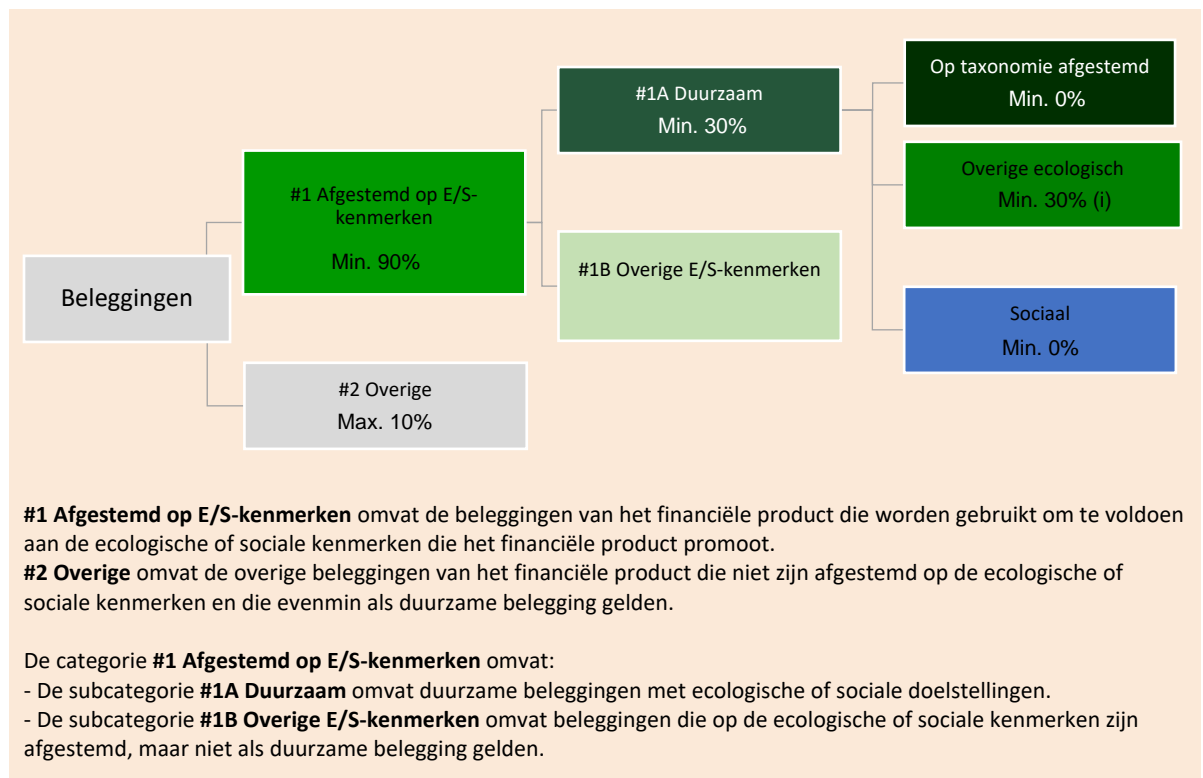 Beleggingen
#1 Afgestemd op E/S-
kenmerken
Min. 90%
#2 Overige
Max. 10%
#1A Duurzaam
Min. 30%
#1B Overige E/S-kenmerken
Op taxonomie afgestemd
Min. 0%
Overige ecologisch
Min. 30% (i)
Sociaal
Min. 0%
#1 Afgestemd op E/S-kenmerken omvat de beleggingen van het financiële product die worden gebruikt om te voldoen
aan de ecologische of sociale kenmerken die het financiële product promoot.
#2 Overige omvat de overige beleggingen van het financiële product die niet zijn afgestemd op de ecologische of
sociale kenmerken en die evenmin als duurzame belegging gelden.
De categorie #1 Afgestemd op E/S-kenmerken omvat:
- De subcategorie #1A Duurzaam omvat duurzame beleggingen met ecologische of sociale doelstellingen.
- De subcategorie #1B Overige E/S-kenmerken omvat beleggingen die op de ecologische of sociale kenmerken zijn
afgestemd, maar niet als duurzame belegging gelden.